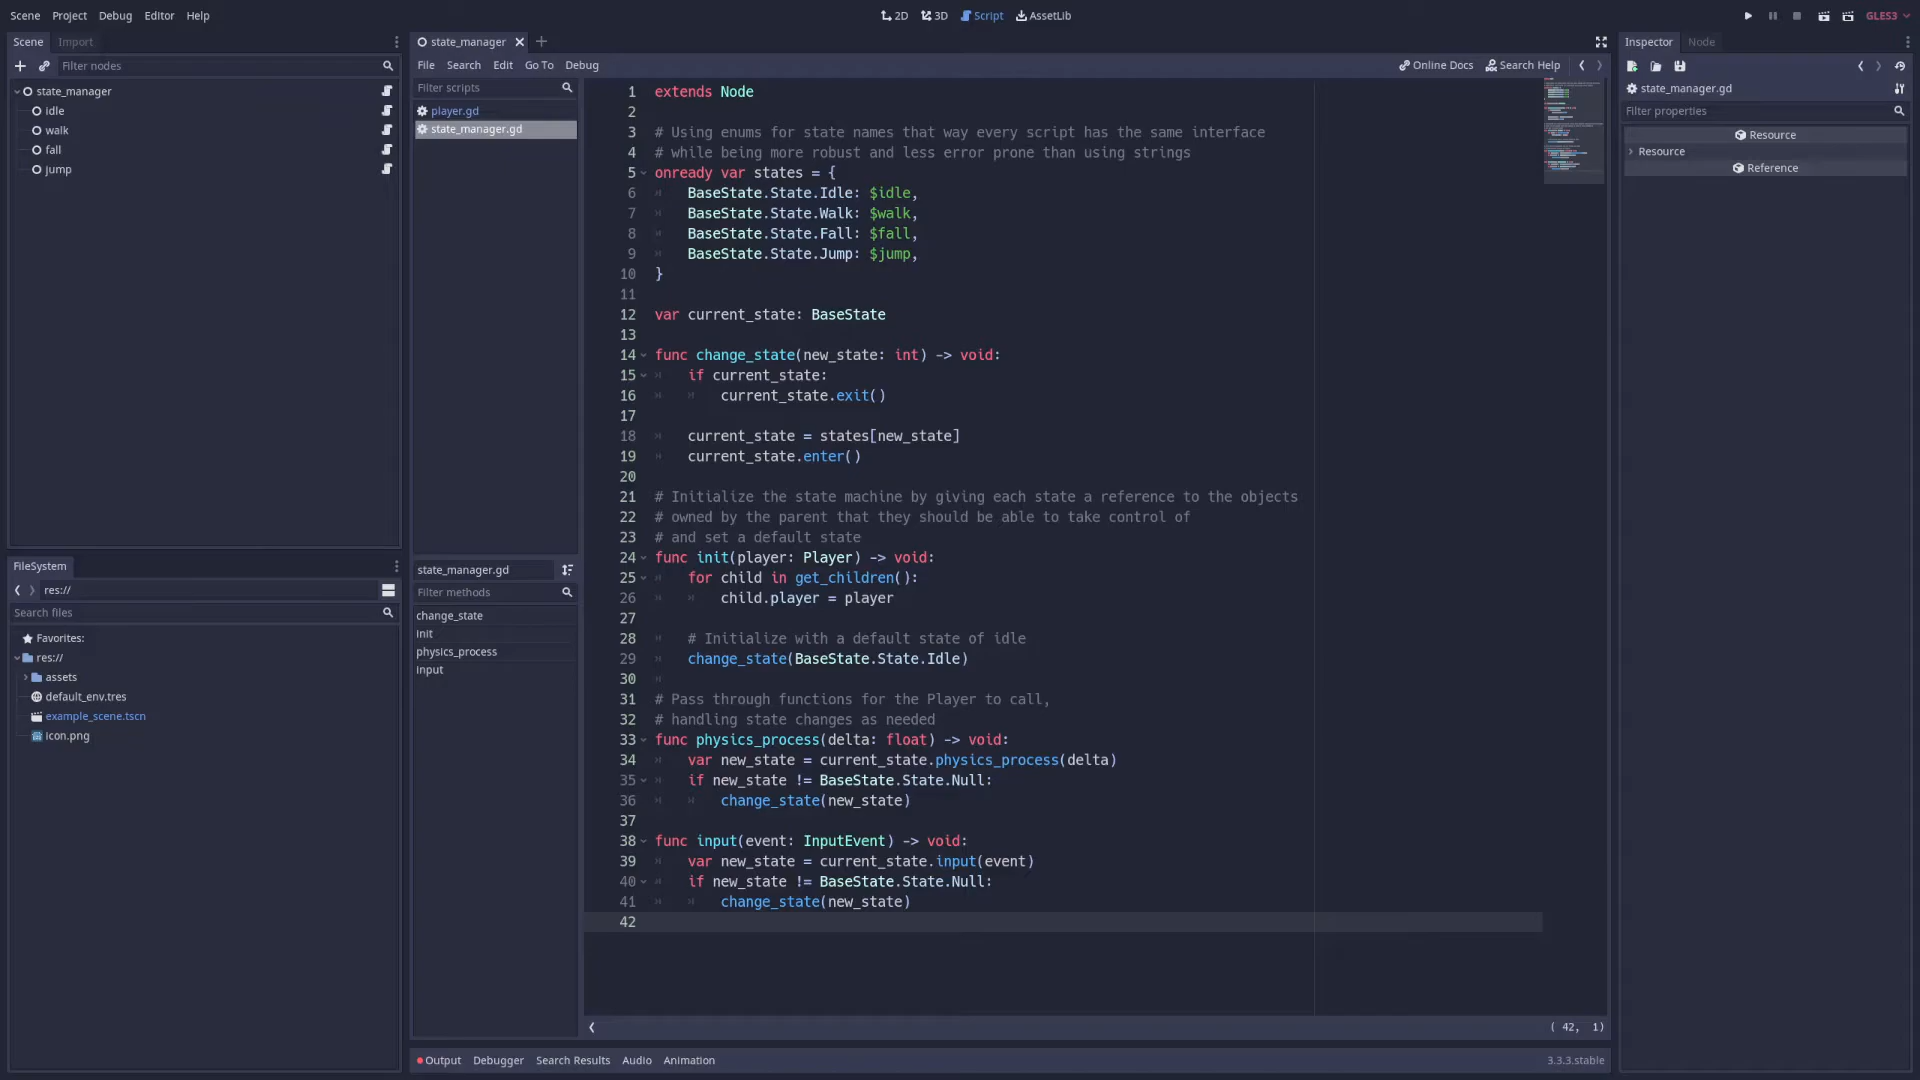 Scene Project Debug Editor Help
2D 3D Script AssetLib
GLES3
Scene Import
Filter nodes
state_manager
idle
walk
fall
jump
FileSystem
res://
Search files
Favorites:
res://
assets
default_env.tres
example_scene.tscn
icon.png
state_manager
File Search Edit Go To Debug
Online Docs Search Help
Filter scripts
player.gd
state_manager.gd
state_manager.gd
Filter methods
change_state
init
physics_process
input
1 extends Node
2
3 # Using enums for state names that way every script has the same interface
4 # while being more robust and less error prone than using strings
5 onready var states = {
6 BaseState.State.Idle: $idle,
7 BaseState.State.Walk: $walk,
8 BaseState.State.Fall: $fall,
9 BaseState.State.Jump: $jump,
10 }
11
12 var current_state: BaseState
13
14 func change_state(new_state: int) -> void:
15 if current_state:
16 current_state.exit()
17
18 current_state = states[new_state]
19 current_state.enter()
20
21 # Initialize the state machine by giving each state a reference to the objects
22 # owned by the parent that they should be able to take control of
23 # and set a default state
24 func init(player: Player) -> void:
25 for child in get_children():
26 child.player = player
27
28 # Initialize with a default state of idle
29 change_state(BaseState.State.Idle)
30
31 # Pass through functions for the Player to call,
32 # handling state changes as needed
33 func physics_process(delta: float) -> void:
34 var new_state = current_state.physics_process(delta)
35 if new_state != BaseState.State.Null:
36 change_state(new_state)
37
38 func input(event: InputEvent) -> void:
39 var new_state = current_state.input(event)
40 if new_state != BaseState.State.Null:
41 change_state(new_state)
42
( 42, 1)
Output Debugger Search Results Audio Animation
3.3.3.stable
Inspector Node
state_manager.gd
Filter properties
Resource
Resource
Reference